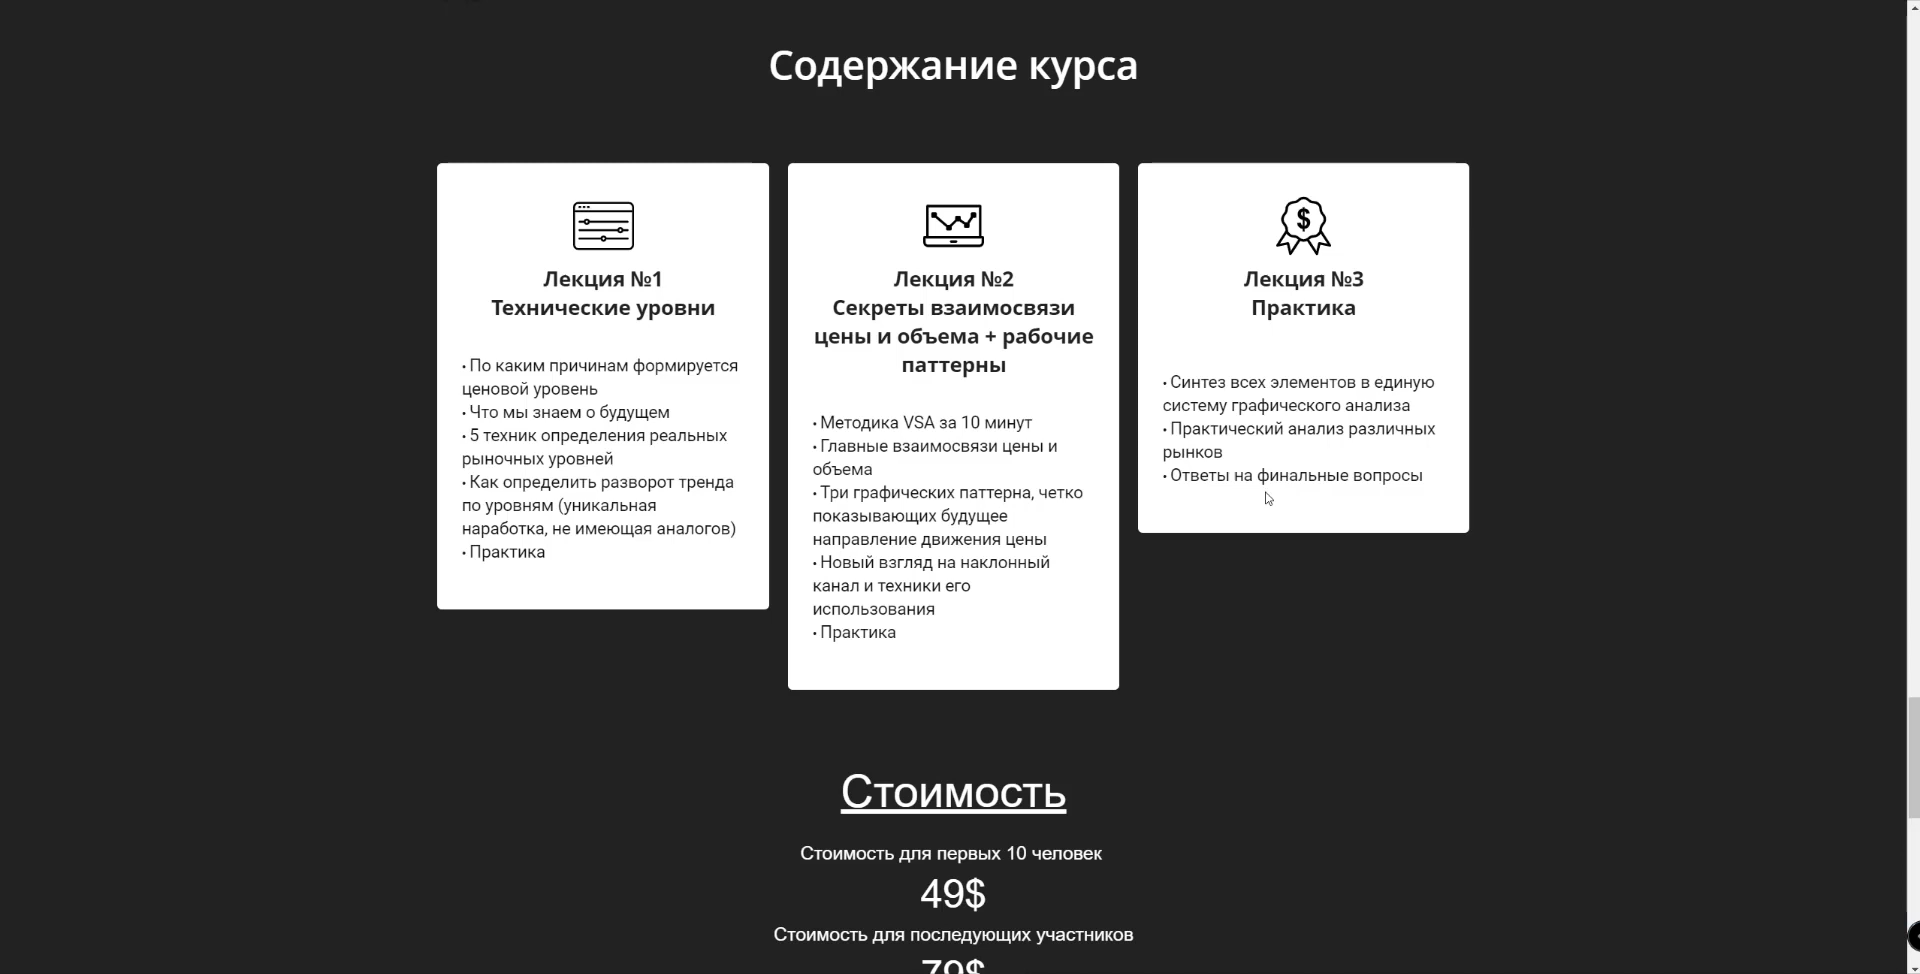 Содержание курса
Лекция №1
Технические уровни
• По каким причинам формируется
ценовой уровень
• Что мы знаем о будущем
• 5 техник определения реальных
рыночных уровней
• Как определить разворот тренда
по уровням (уникальная
наработка, не имеющая аналогов)
• Практика
Лекция №2
Секреты взаимосвязи
цены и объема + рабочие
паттерны
• Методика VSA за 10 минут
• Главные взаимосвязи цены и
объема
• Три графических паттерна, четко
показывающих будущее
направление движения цены
• Новый взгляд на наклонный
канал и техники его
использования
• Практика
Лекция №3
Практика
• Синтез всех элементов в единую
систему графического анализа
• Практический анализ различных
рынков
• Ответы на финальные вопросы
Стоимость
Стоимость для первых 10 человек
49$
Стоимость для последующих участников
79$